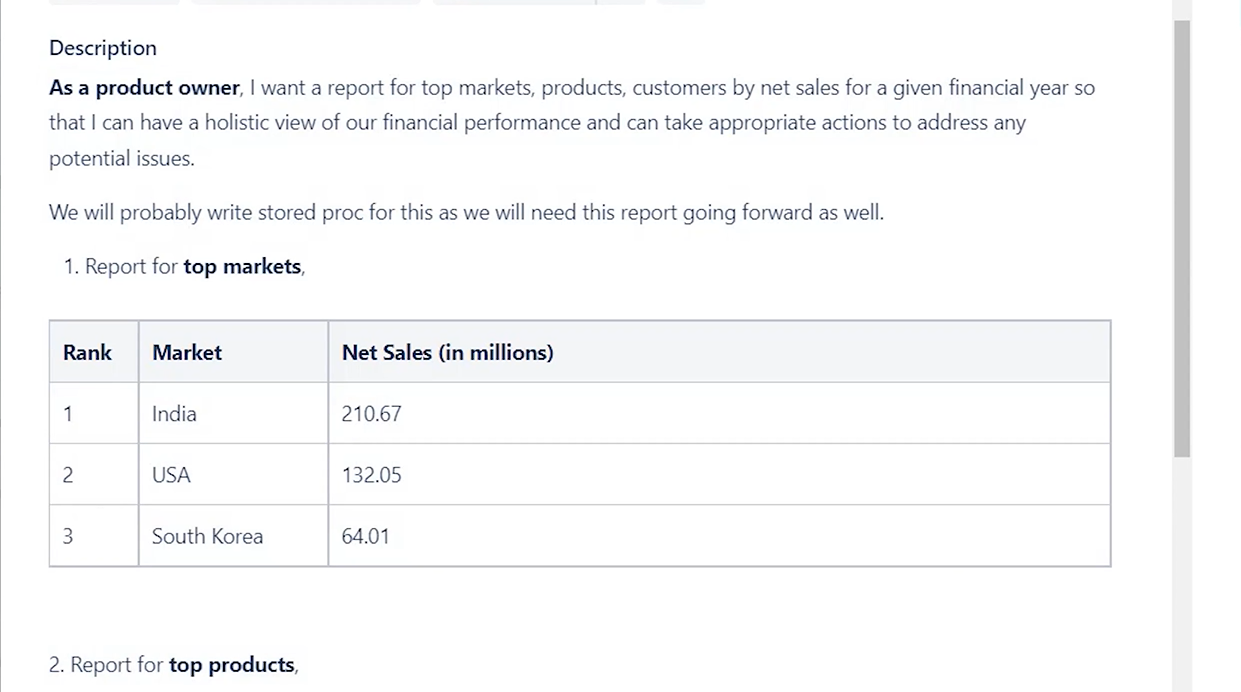 Description
As a product owner, I want a report for top markets, products, customers by net sales for a given financial year so
that I can have a holistic view of our financial performance and can take appropriate actions to address any
potential issues.
We will probably write stored proc for this as we will need this report going forward as well.
1. Report for top markets,
Rank Market Net Sales (in millions)
1 India 210.67
2 USA 132.05
3 South Korea 64.01
2. Report for top products,